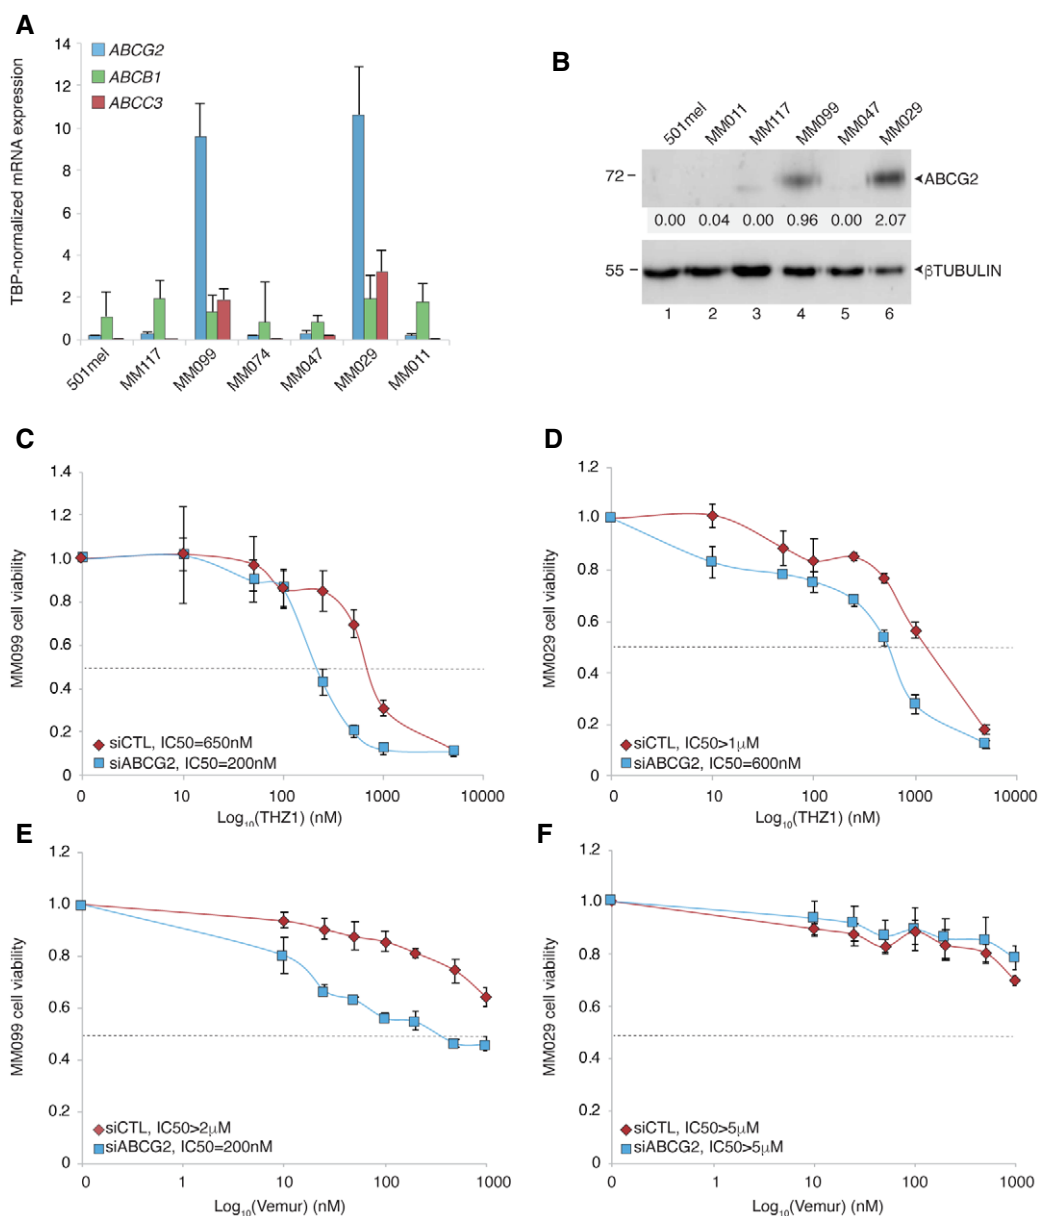 A
TBP-normalized mRNA expression
14
12
10
8
6
4
2
0
ABCG2
ABCB1
ABCC3
501mel
MM117
MM099
MM074
MM047
MM029
MM011
B
501mel
MM011
MM117
MM099
MM047
MM029
72
ABCG2
0.00 0.04 0.00 0.96 0.00 2.07
55
βTUBULIN
1 2 3 4 5 6
C
MM099 cell viability
1.4
1.2
1.0
0.8
0.6
0.4
0.2
0
siCTL, IC50=650nM
siABCG2, IC50=200nM
0 10 100 1000 10000
Log10(THZ1) (nM)
D
MM029 cell viability
1.2
1.0
0.8
0.6
0.4
0.2
0
siCTL, IC50>1µM
siABCG2, IC50=600nM
0 10 100 1000 10000
Log10(THZ1) (nM)
E
MM099 cell viability
1.2
1.0
0.8
0.6
0.4
0.2
0
siCTL, IC50>2µM
siABCG2, IC50=200nM
0 1 10 100 1000
Log10(Vemur) (nM)
F
MM029 cell viability
1.2
1.0
0.8
0.6
0.4
0.2
0
siCTL, IC50>5µM
siABCG2, IC50>5µM
0 1 10 100 1000
Log10(Vemur) (nM)